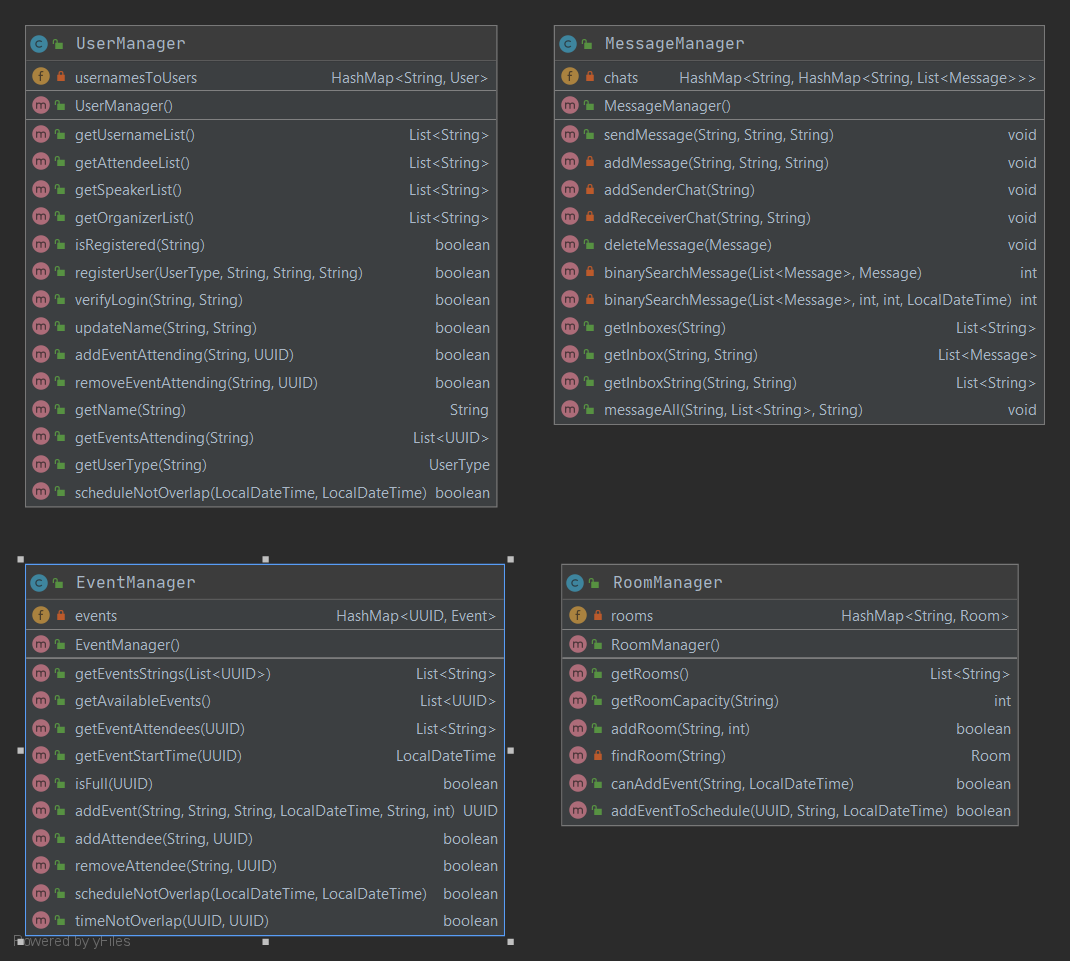 UserManager
usernamesToUsers HashMap<String, User>
UserManager()
getUsernameList() List<String>
getAttendeeList() List<String>
getSpeakerList() List<String>
getOrganizerList() List<String>
isRegistered(String) boolean
registerUser(UserType, String, String, String) boolean
verifyLogin(String, String) boolean
updateName(String, String) boolean
addEventAttending(String, UUID) boolean
removeEventAttending(String, UUID) boolean
getName(String) String
getEventsAttending(String) List<UUID>
getUserType(String) UserType
scheduleNotOverlap(LocalDateTime, LocalDateTime) boolean
MessageManager
chats HashMap<String, HashMap<String, List<Message>>>
MessageManager()
sendMessage(String, String, String) void
addMessage(String, String, String) void
addSenderChat(String) void
addReceiverChat(String, String) void
deleteMessage(Message) void
binarySearchMessage(List<Message>, Message) int
binarySearchMessage(List<Message>, int, int, LocalDateTime) int
getInboxes(String) List<String>
getInbox(String, String) List<Message>
getInboxString(String, String) List<String>
messageAll(String, List<String>, String) void
EventManager
events HashMap<UUID, Event>
EventManager()
getEventsStrings(List<UUID>) List<String>
getAvailableEvents() List<UUID>
getEventAttendees(UUID) List<String>
getEventStartTime(UUID) LocalDateTime
isFull(UUID) boolean
addEvent(String, String, String, LocalDateTime, String, int) UUID
addAttendee(String, UUID) boolean
removeAttendee(String, UUID) boolean
scheduleNotOverlap(LocalDateTime, LocalDateTime) boolean
timeNotOverlap(UUID, UUID) boolean
RoomManager
rooms HashMap<String, Room>
RoomManager()
getRooms() List<String>
getRoomCapacity(String) int
addRoom(String, int) boolean
findRoom(String) Room
canAddEvent(String, LocalDateTime) boolean
addEventToSchedule(UUID, String, LocalDateTime) boolean
Powered by yFiles